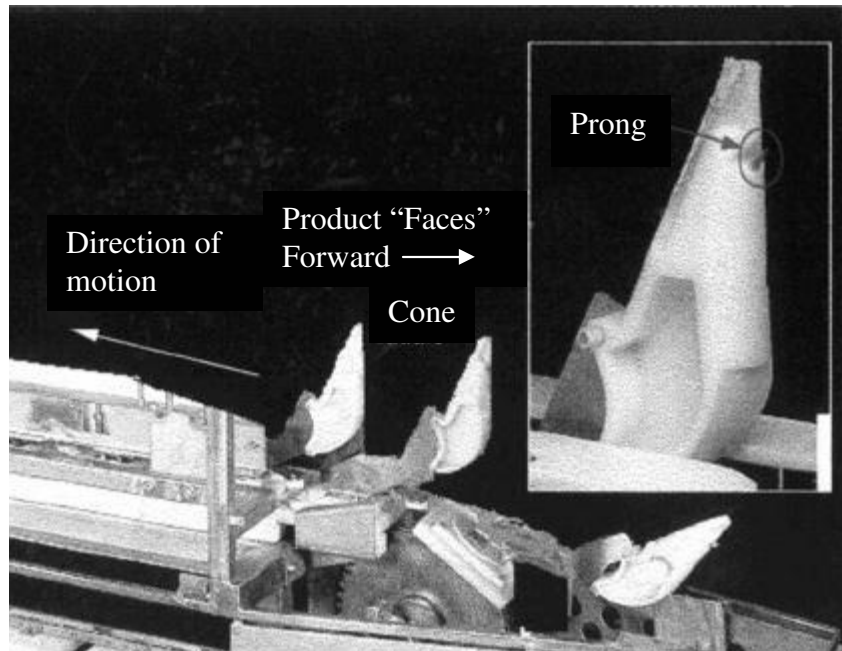 Prong
Product “Faces”
Forward
Direction of
motion
Cone